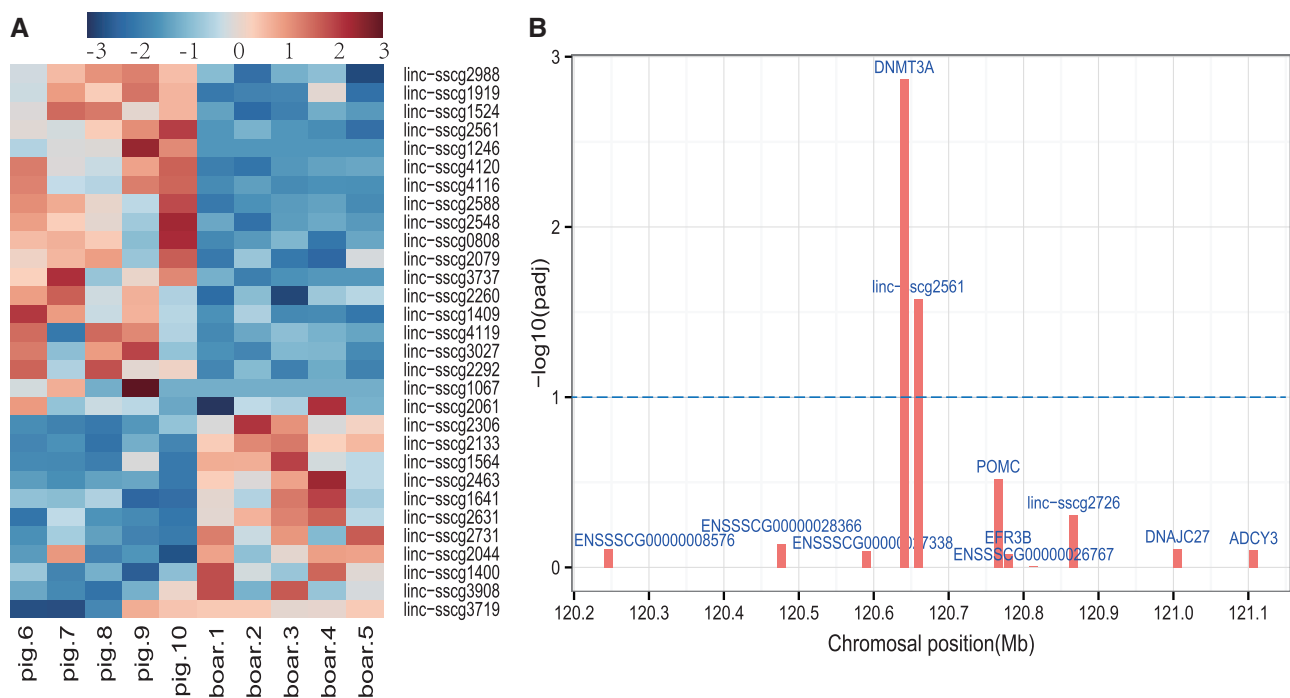 A
-3 -2 -1 0 1 2 3
linc-sscg2988
linc-sscg1919
linc-sscg1524
linc-sscg2561
linc-sscg1246
linc-sscg4120
linc-sscg4116
linc-sscg2588
linc-sscg2548
linc-sscg0808
linc-sscg2079
linc-sscg3737
linc-sscg2260
linc-sscg1409
linc-sscg4119
linc-sscg3027
linc-sscg2292
linc-sscg1067
linc-sscg2061
linc-sscg2306
linc-sscg2133
linc-sscg1564
linc-sscg2463
linc-sscg1641
linc-sscg2631
linc-sscg2731
linc-sscg2044
linc-sscg1400
linc-sscg3908
linc-sscg3719
pig.6
pig.7
pig.8
pig.9
pig.10
boar.1
boar.2
boar.3
boar.4
boar.5
B
−log10(padj)
3
2
1
0
DNMT3A
linc-sscg2561
POMC
linc-sscg2726
ENSSSCG00000028366
ENSSSCG00000008576
ENSSSCG00000027338
EFR3B
ENSSSCG00000026767
DNAJC27
ADCY3
120.2 120.3 120.4 120.5 120.6 120.7 120.8 120.9 121.0 121.1
Chromosal position(Mb)